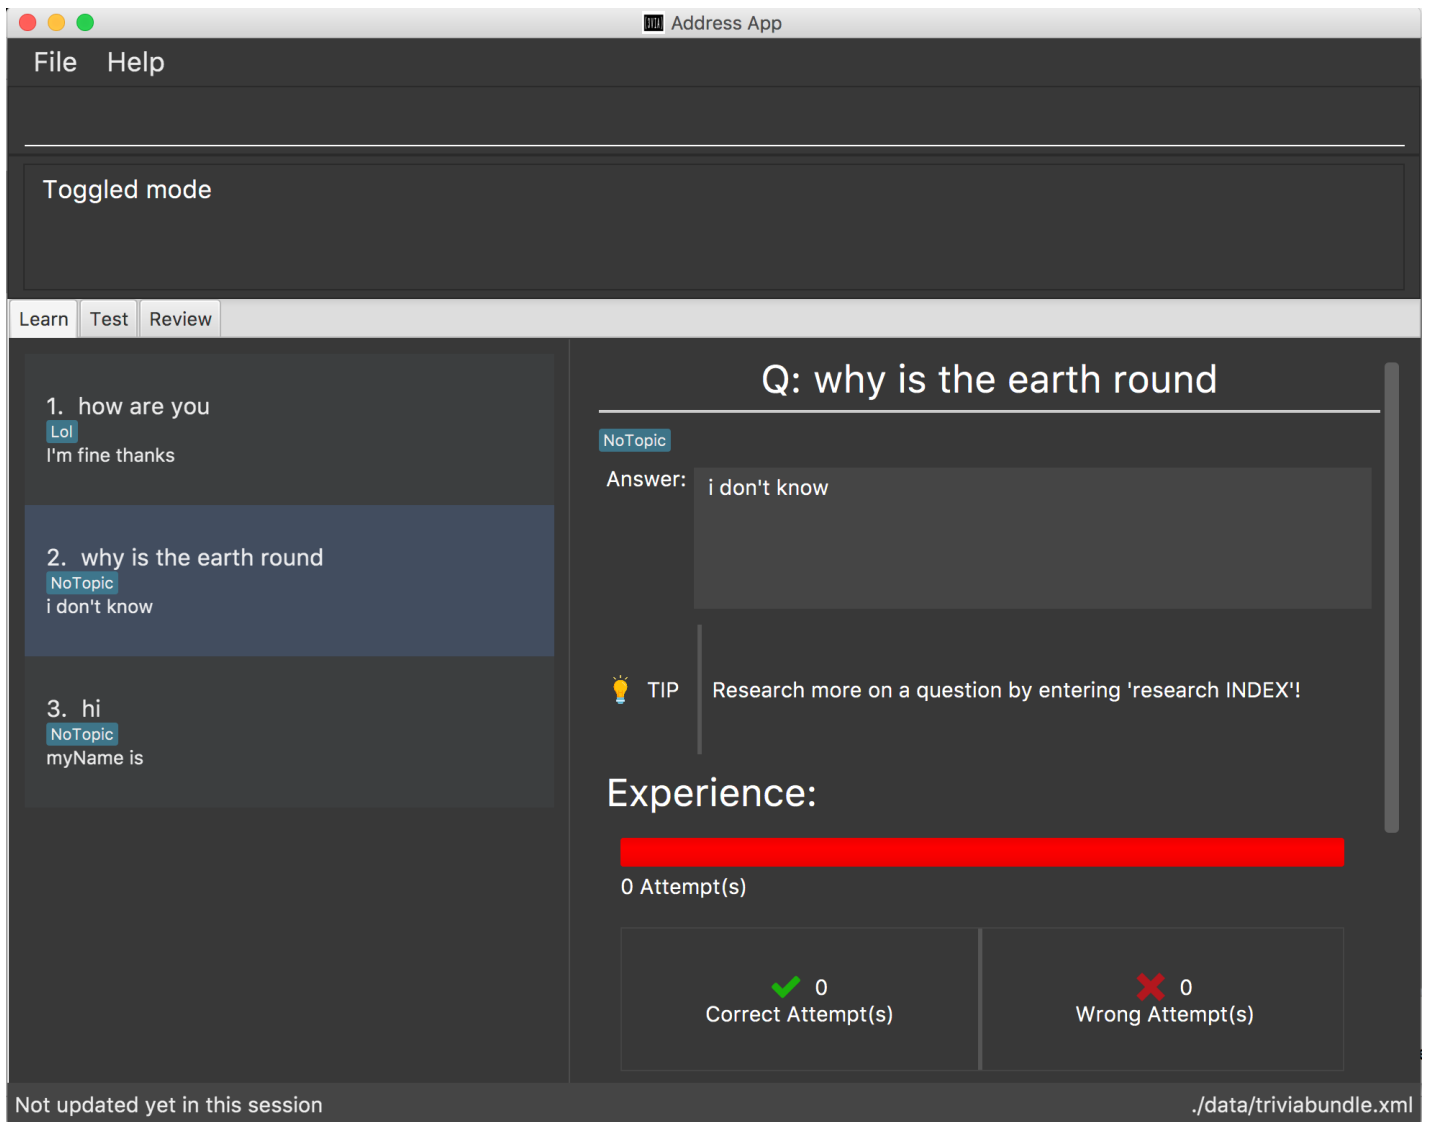 Address App
File Help
Toggled mode
Learn Test Review
1. how are you
Lol
I'm fine thanks
2. why is the earth round
NoTopic
i don't know
3. hi
NoTopic
myName is
Q: why is the earth round
NoTopic
Answer: i don't know
TIP Research more on a question by entering 'research INDEX'!
Experience:
0 Attempt(s)
0
Correct Attempt(s)
0
Wrong Attempt(s)
Not updated yet in this session
./data/triviabundle.xml